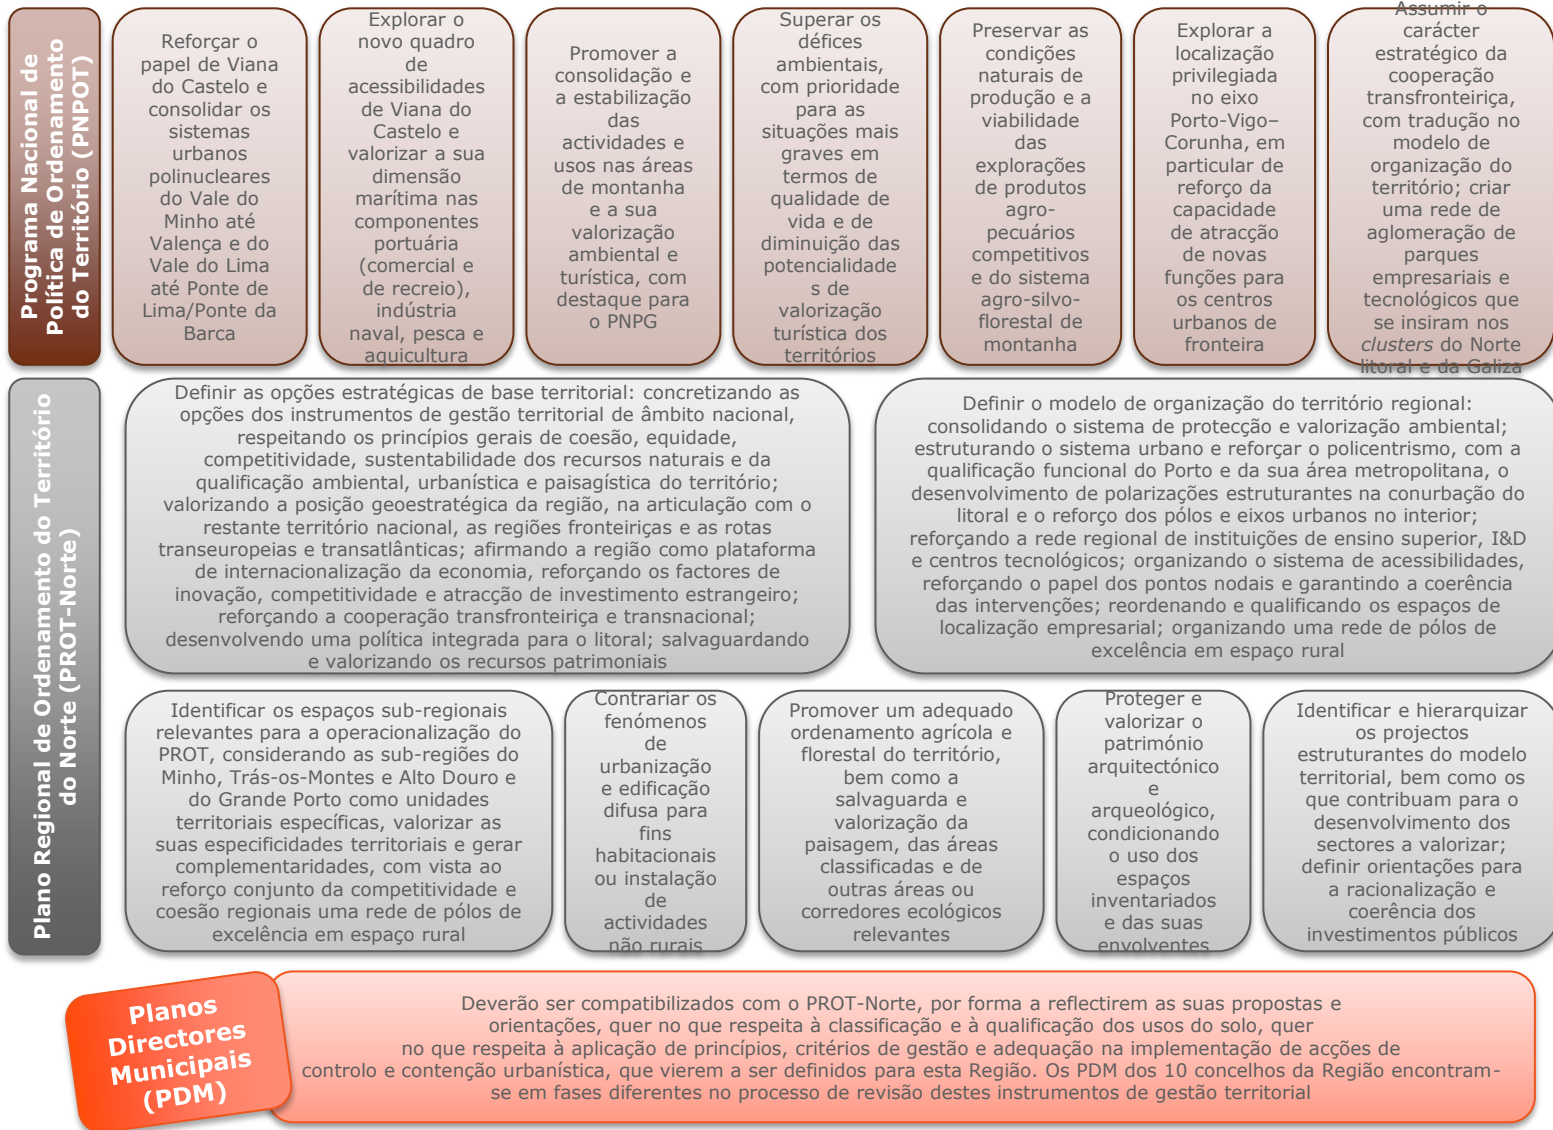 Programa Nacional de
Política de Ordenamento
do Território (PNPOT)
Reforçar o
papel de Viana
do Castelo e
consolidar os
sistemas
urbanos
polinucleares
do Vale do
Minho até
Valença e do
Vale do Lima
até Ponte de
Lima/Ponte da
Barca
Explorar o
novo quadro
de
acessibilidades
de Viana do
Castelo e
valorizar a sua
dimensão
marítima nas
componentes
portuária
(comercial e
de recreio),
indústria
naval, pesca e
aquicultura
Promover a
consolidação e
a estabilização
das
actividades e
usos nas áreas
de montanha
e a sua
valorização
ambiental e
turística, com
destaque para
o PNPG
Superar os
défices
ambientais,
com prioridade
para as
situações mais
graves em
termos de
qualidade de
vida e de
diminuição das
potencialidade
s de
valorização
turística dos
territórios
Preservar as
condições
naturais de
produção e a
viabilidade
das
explorações
de produtos
agro-
pecuários
competitivos
e do sistema
agro-silvo-
florestal de
montanha
Explorar a
localização
privilegiada
no eixo
Porto-Vigo–
Corunha, em
particular de
reforço da
capacidade
de atracção
de novas
funções para
os centros
urbanos de
fronteira
Assumir o
carácter
estratégico da
cooperação
transfronteiriça,
com tradução no
modelo de
organização do
território; criar
uma rede de
aglomeração de
parques
empresariais e
tecnológicos que
se insiram nos
clusters do Norte
litoral e da Galiza
Plano Regional de Ordenamento do Território
do Norte (PROT-Norte)
Definir as opções estratégicas de base territorial: concretizando as
opções dos instrumentos de gestão territorial de âmbito nacional,
respeitando os princípios gerais de coesão, equidade,
competitividade, sustentabilidade dos recursos naturais e da
qualificação ambiental, urbanística e paisagística do território;
valorizando a posição geoestratégica da região, na articulação com o
restante território nacional, as regiões fronteiriças e as rotas
transeuropeias e transatlânticas; afirmando a região como plataforma
de internacionalização da economia, reforçando os factores de
inovação, competitividade e atracção de investimento estrangeiro;
reforçando a cooperação transfronteiriça e transnacional;
desenvolvendo uma política integrada para o litoral; salvaguardando
e valorizando os recursos patrimoniais
Definir o modelo de organização do território regional:
consolidando o sistema de protecção e valorização ambiental;
estruturando o sistema urbano e reforçar o policentrismo, com a
qualificação funcional do Porto e da sua área metropolitana, o
desenvolvimento de polarizações estruturantes na conurbação do
litoral e o reforço dos pólos e eixos urbanos no interior;
reforçando a rede regional de instituições de ensino superior, I&D
e centros tecnológicos; organizando o sistema de acessibilidades,
reforçando o papel dos pontos nodais e garantindo a coerência
das intervenções; reordenando e qualificando os espaços de
localização empresarial; organizando uma rede de pólos de
excelência em espaço rural
Identificar os espaços sub-regionais
relevantes para a operacionalização do
PROT, considerando as sub-regiões do
Minho, Trás-os-Montes e Alto Douro e
do Grande Porto como unidades
territoriais específicas, valorizar as
suas especificidades territoriais e gerar
complementaridades, com vista ao
reforço conjunto da competitividade e
coesão regionais uma rede de pólos de
excelência em espaço rural
Contrariar os
fenómenos
de
urbanização
e edificação
difusa para
fins
habitacionais
ou instalação
de
actividades
não rurais
Promover um adequado
ordenamento agrícola e
florestal do território,
bem como a
salvaguarda e
valorização da
paisagem, das áreas
classificadas e de
outras áreas ou
corredores ecológicos
relevantes
Proteger e
valorizar o
património
arquitectónico
e
arqueológico,
condicionando
o uso dos
espaços
inventariados
e das suas
envolventes
Identificar e hierarquizar
os projectos
estruturantes do modelo
territorial, bem como os
que contribuam para o
desenvolvimento dos
sectores a valorizar;
definir orientações para
a racionalização e
coerência dos
investimentos públicos
Planos
Directores
Municipais
(PDM)
Deverão ser compatibilizados com o PROT-Norte, por forma a reflectirem as suas propostas e
orientações, quer no que respeita à classificação e à qualificação dos usos do solo, quer
no que respeita à aplicação de princípios, critérios de gestão e adequação na implementação de acções de
controlo e contenção urbanística, que vierem a ser definidos para esta Região. Os PDM dos 10 concelhos da Região encontram-
se em fases diferentes no processo de revisão destes instrumentos de gestão territorial